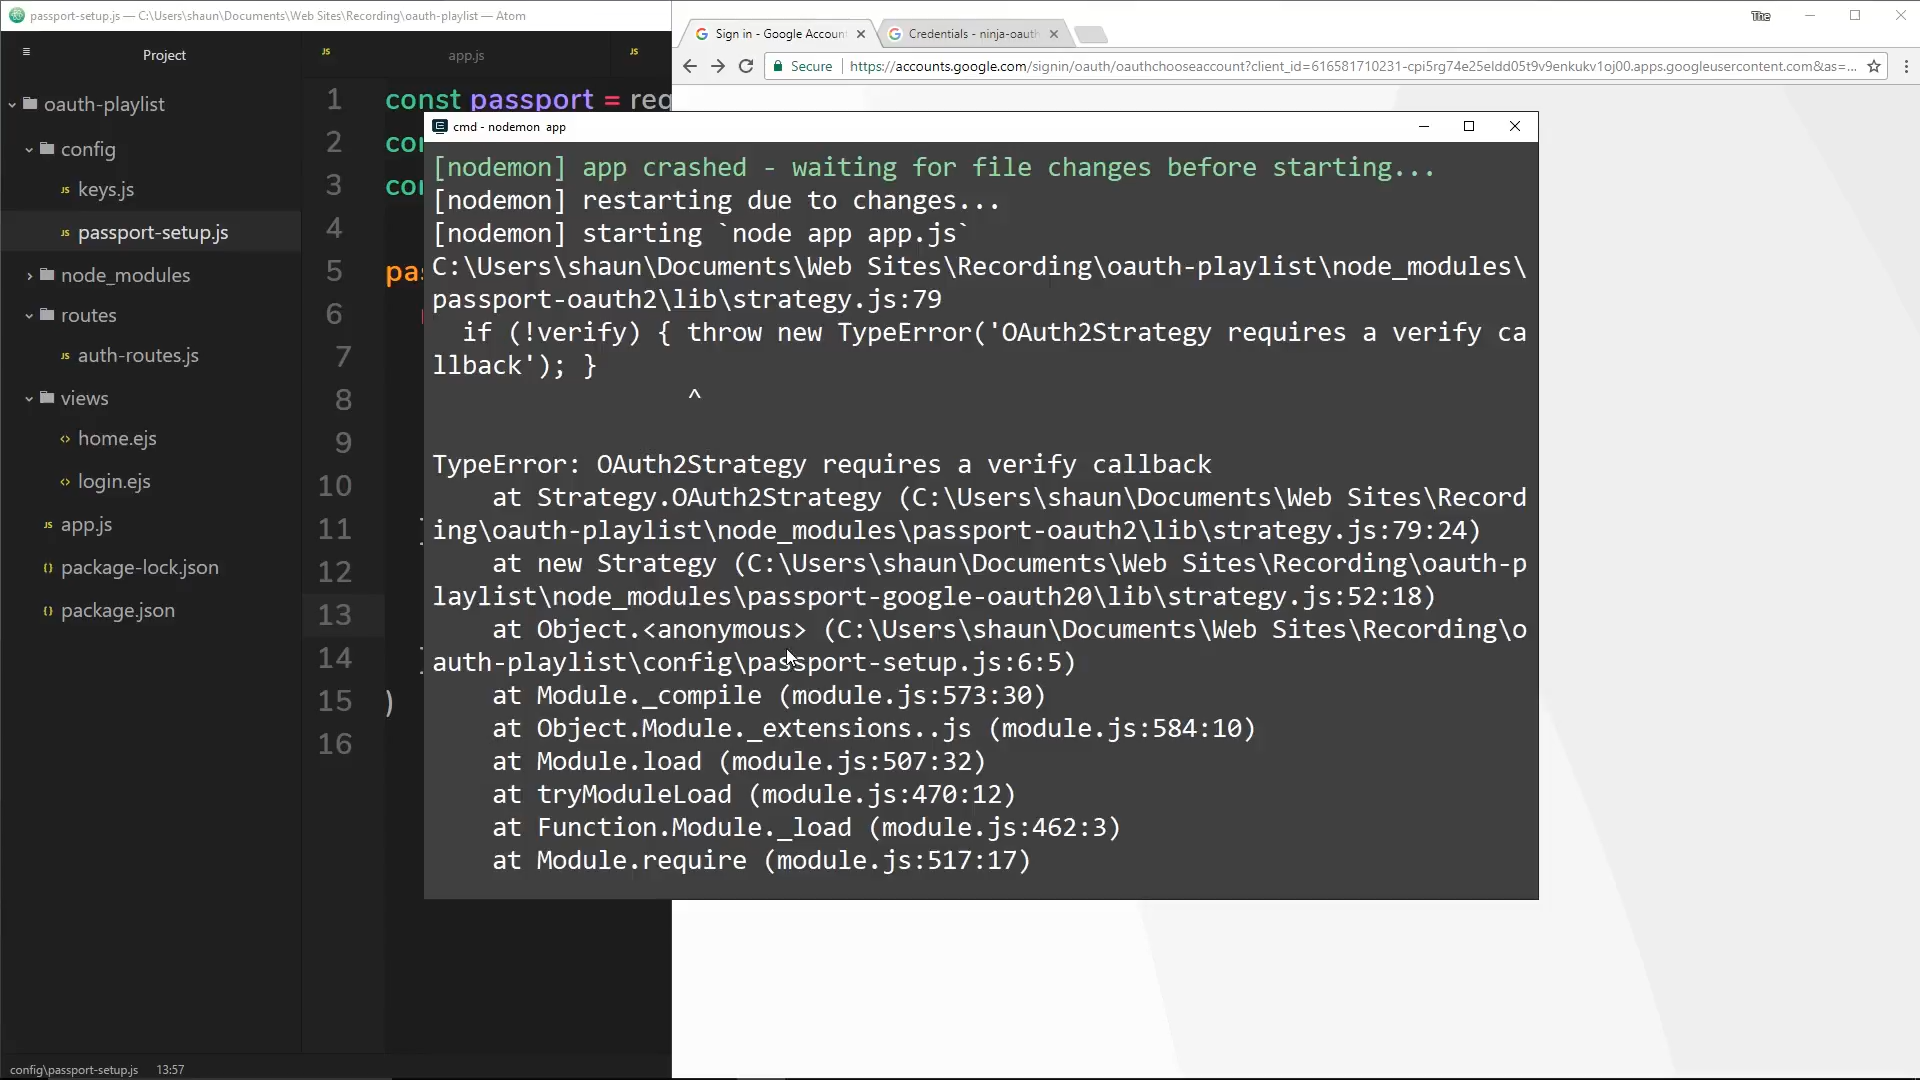 passport-setup.js — C:\Users\shaun\Documents\Web Sites\Recording\oauth-playlist — Atom
The
Project
JS
app.js
JS
Sign in - Google Accoun
Credentials - ninja-oauth
Secure
https://accounts.google.com/signin/oauth/oauthchooseaccount?client_id=616581710231-cpi5rg74e25eldd05t9v9enkukv1oj00.apps.googleusercontent.com&as=...
oauth-playlist
config
JS keys.js
JS passport-setup.js
node_modules
routes
JS auth-routes.js
views
<> home.ejs
<> login.ejs
JS app.js
{} package-lock.json
{} package.json
1 const passport = req
2 con
3 con
4
5 pas
6
7
8
9
10
11 }
12
13
14 }
15 )
16
cmd - nodemon app
[nodemon] app crashed - waiting for file changes before starting...
[nodemon] restarting due to changes...
[nodemon] starting `node app app.js`
C:\Users\shaun\Documents\Web Sites\Recording\oauth-playlist\node_modules\
passport-oauth2\lib\strategy.js:79
if (!verify) { throw new TypeError('OAuth2Strategy requires a verify ca
llback'); }
^
TypeError: OAuth2Strategy requires a verify callback
at Strategy.OAuth2Strategy (C:\Users\shaun\Documents\Web Sites\Record
ing\oauth-playlist\node_modules\passport-oauth2\lib\strategy.js:79:24)
at new Strategy (C:\Users\shaun\Documents\Web Sites\Recording\oauth-p
laylist\node_modules\passport-google-oauth20\lib\strategy.js:52:18)
at Object.<anonymous> (C:\Users\shaun\Documents\Web Sites\Recording\o
auth-playlist\config\passport-setup.js:6:5)
at Module._compile (module.js:573:30)
at Object.Module._extensions..js (module.js:584:10)
at Module.load (module.js:507:32)
at tryModuleLoad (module.js:470:12)
at Function.Module._load (module.js:462:3)
at Module.require (module.js:517:17)
config\passport-setup.js 13:57